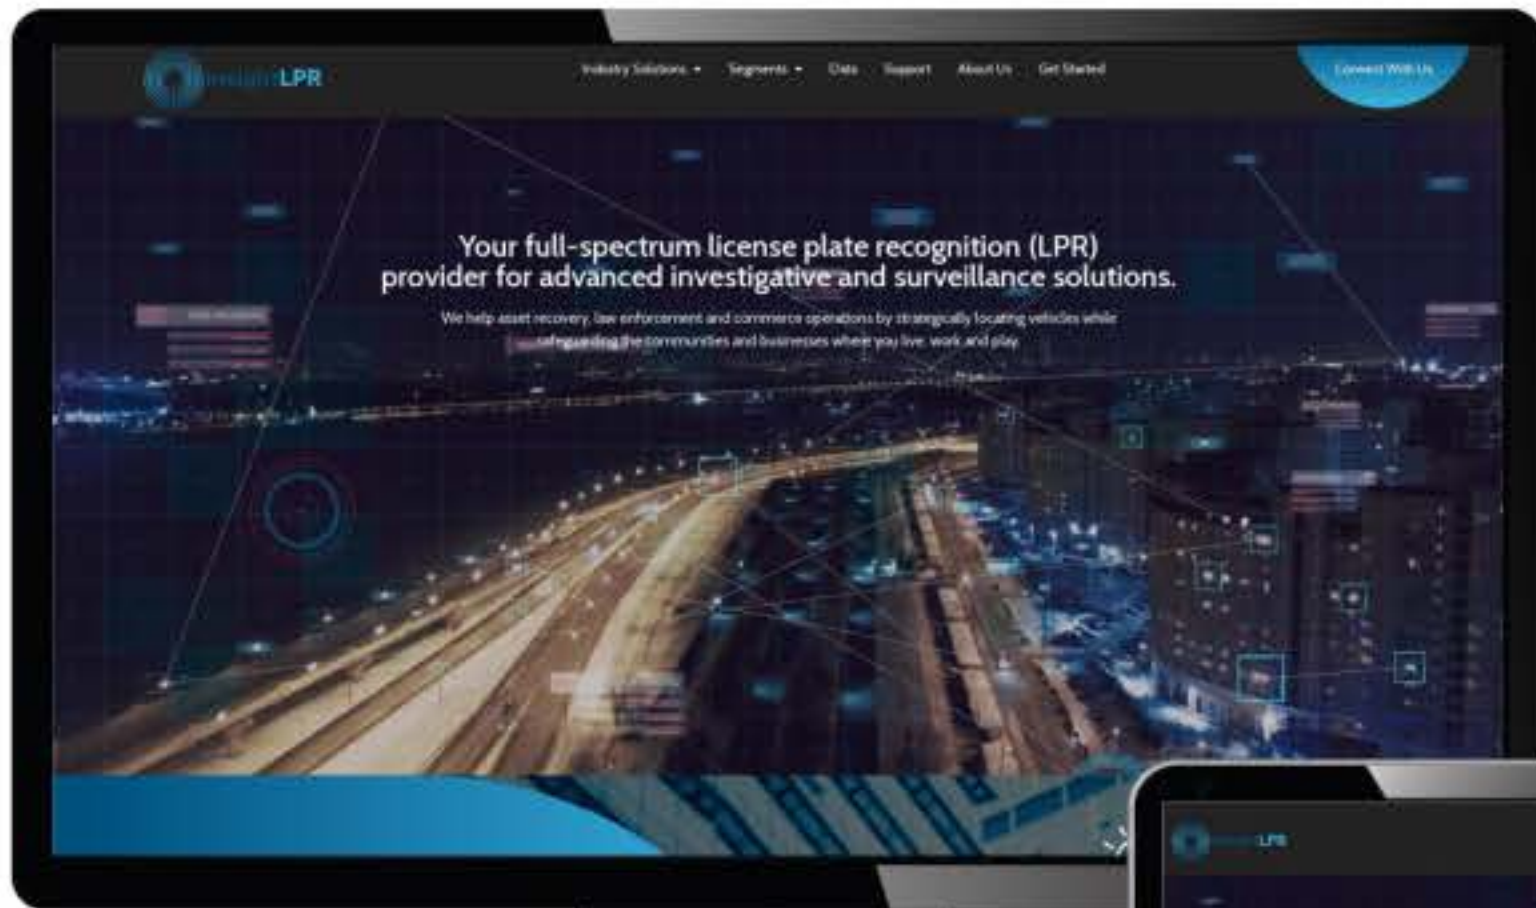 LPR
Industry Solutions Segments Data Support About Us Get Started
Connect With Us
Your full-spectrum license plate recognition (LPR)
provider for advanced investigative and surveillance solutions.
We help asset recovery, law enforcement and commerce operations by strategically locating vehicles while
safeguarding the communities and businesses where you live, work and play.
LPR